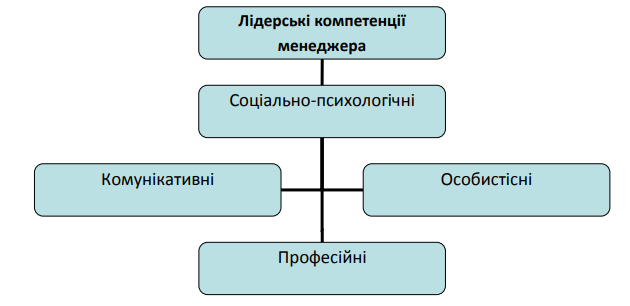 Лідерські компетенції
менеджера
Соціально-психологічні
Комунікативні
Особистісні
Професійні